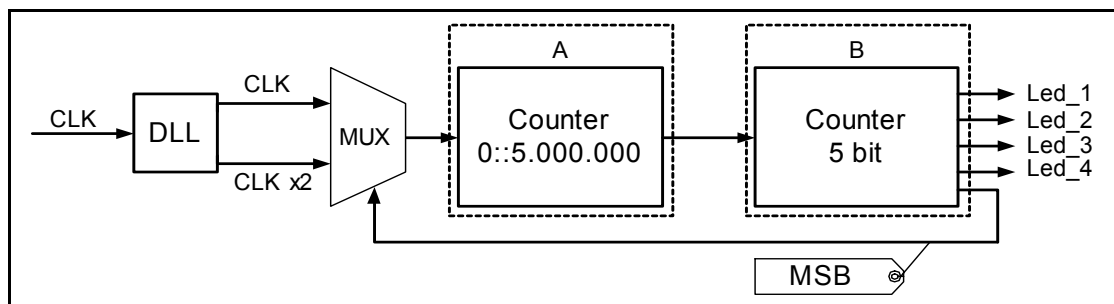 CLK
DLL
CLK
CLK x2
MUX
A
Counter
0::5.000.000
B
Counter
5 bit
Led_1
Led_2
Led_3
Led_4
MSB